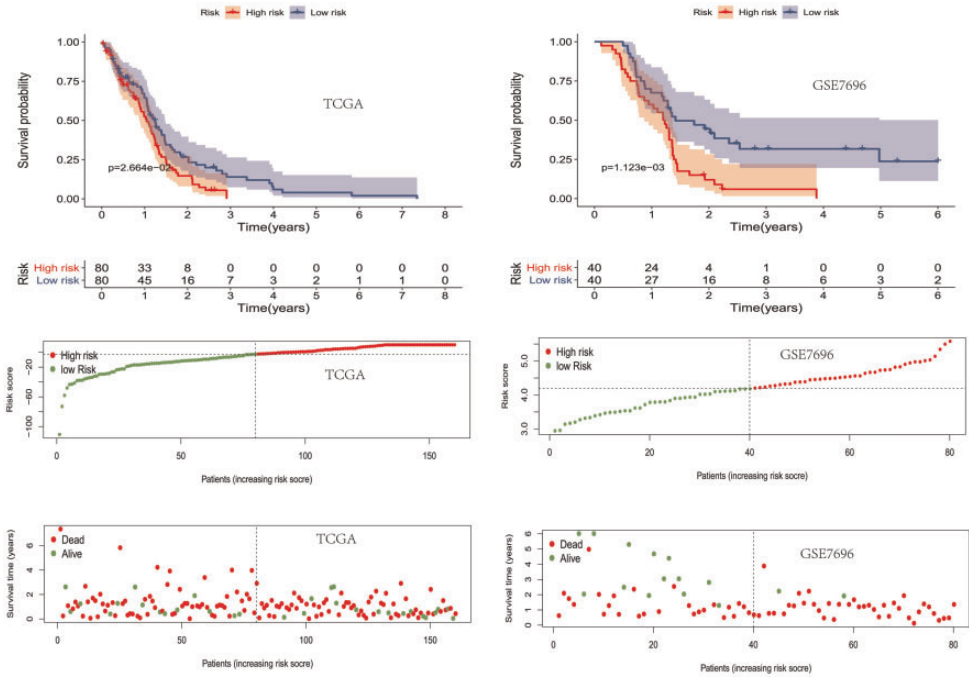 Risk High risk Low risk
1.00
0.75
0.50
0.25
0.00
Survival probability
TCGA
p=2.664e−02
0 1 2 3 4 5 6 7 8
Time(years)
Risk
High risk 80 33 8 0 0 0 0 0 0
Low risk 80 45 16 7 3 2 1 1 0
0 1 2 3 4 5 6 7 8
Time(years)
Risk High risk Low risk
1.00
0.75
0.50
0.25
0.00
Survival probability
GSE7696
p=1.123e−03
0 1 2 3 4 5 6
Time(years)
Risk
High risk 40 24 4 1 0 0 0
Low risk 40 27 16 8 6 3 2
0 1 2 3 4 5 6
Time(years)
High risk
low Risk
TCGA
Risk score
−20
−60
−100
0 50 100 150
Patients (increasing risk socre)
High risk
low Risk
GSE7696
Risk score
5.0
4.0
3.0
0 20 40 60 80
Patients (increasing risk socre)
Dead
Alive
TCGA
Survival time (years)
6
4
2
0
0 50 100 150
Patients (increasing risk socre)
Dead
Alive
GSE7696
Survival time (years)
6
5
4
3
2
1
0
0 20 40 60 80
Patients (increasing risk socre)